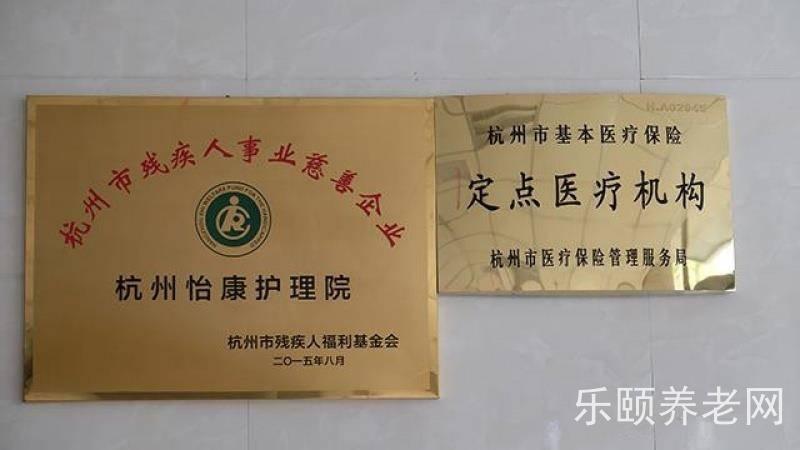 杭州市残疾人事业慈善企业
杭州怡康护理院
杭州市残疾人福利基金会
二〇一五年八月
H.A02045
杭州市基本医疗保险
定点医疗机构
杭州市医疗保险管理服务局
乐颐养老网